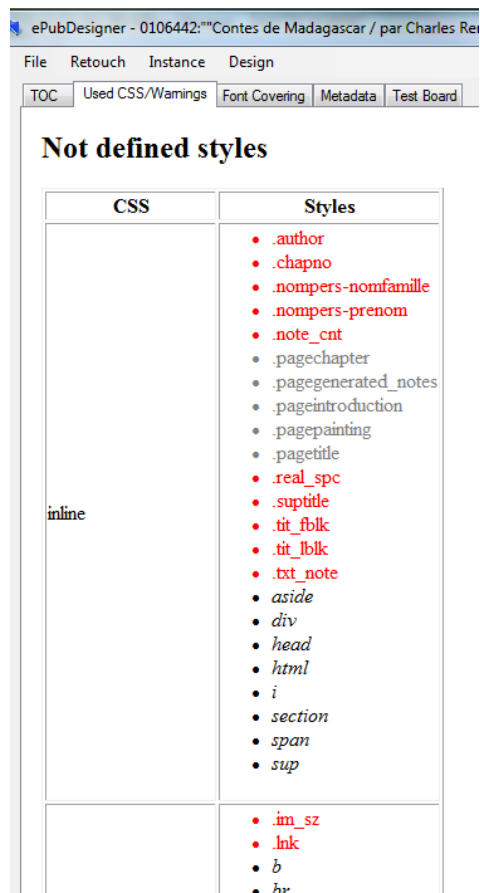 ePubDesigner - 0106442:""Contes de Madagascar / par Charles Re
File Retouch Instance Design
TOC Used CSS/Warnings Font Covering Metadata Test Board
Not defined styles
CSS Styles
.author
.chapno
.nompers-nomfamille
.nompers-prenom
.note_cnt
.pagechapter
.pagegenerated_notes
.pageintroduction
.pagepainting
.pagetitle
.real_spc
.suptitle
inline
.tit_fblk
.tit_lblk
.txt_note
aside
div
head
html
i
section
span
sup
.im_sz
.lnk
b
br